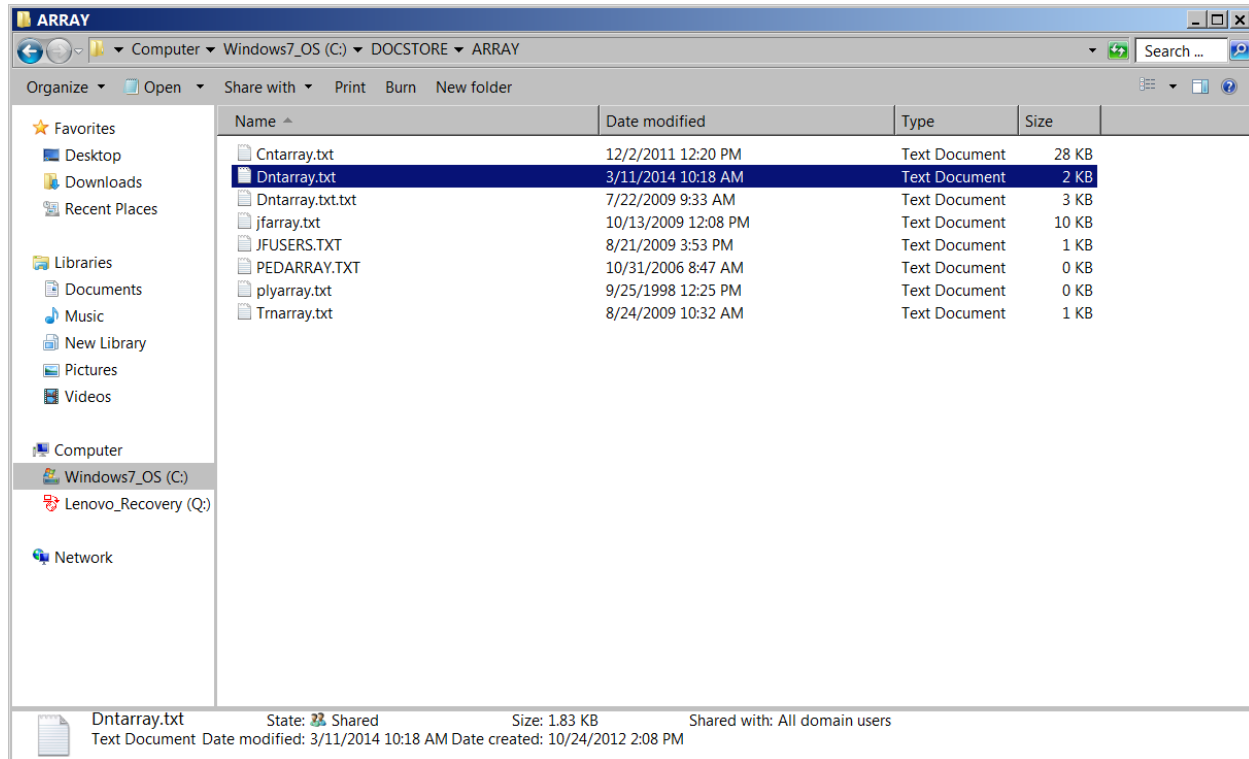 ARRAY
Computer Windows7_OS (C:) DOCSTORE ARRAY Search ...
Organize Open Share with Print Burn New folder
Favorites
Desktop
Downloads
Recent Places
Libraries
Documents
Music
New Library
Pictures
Videos
Computer
Windows7_OS (C:)
Lenovo_Recovery (Q:)
Network
Name Date modified Type Size
Cntarray.txt 12/2/2011 12:20 PM Text Document 28 KB
Dntarray.txt 3/11/2014 10:18 AM Text Document 2 KB
Dntarray.txt.txt 7/22/2009 9:33 AM Text Document 3 KB
jfarray.txt 10/13/2009 12:08 PM Text Document 10 KB
JFUSERS.TXT 8/21/2009 3:53 PM Text Document 1 KB
PEDARRAY.TXT 10/31/2006 8:47 AM Text Document 0 KB
plyarray.txt 9/25/1998 12:25 PM Text Document 0 KB
Trnarray.txt 8/24/2009 10:32 AM Text Document 1 KB
Dntarray.txt State: Shared Size: 1.83 KB Shared with: All domain users
Text Document Date modified: 3/11/2014 10:18 AM Date created: 10/24/2012 2:08 PM